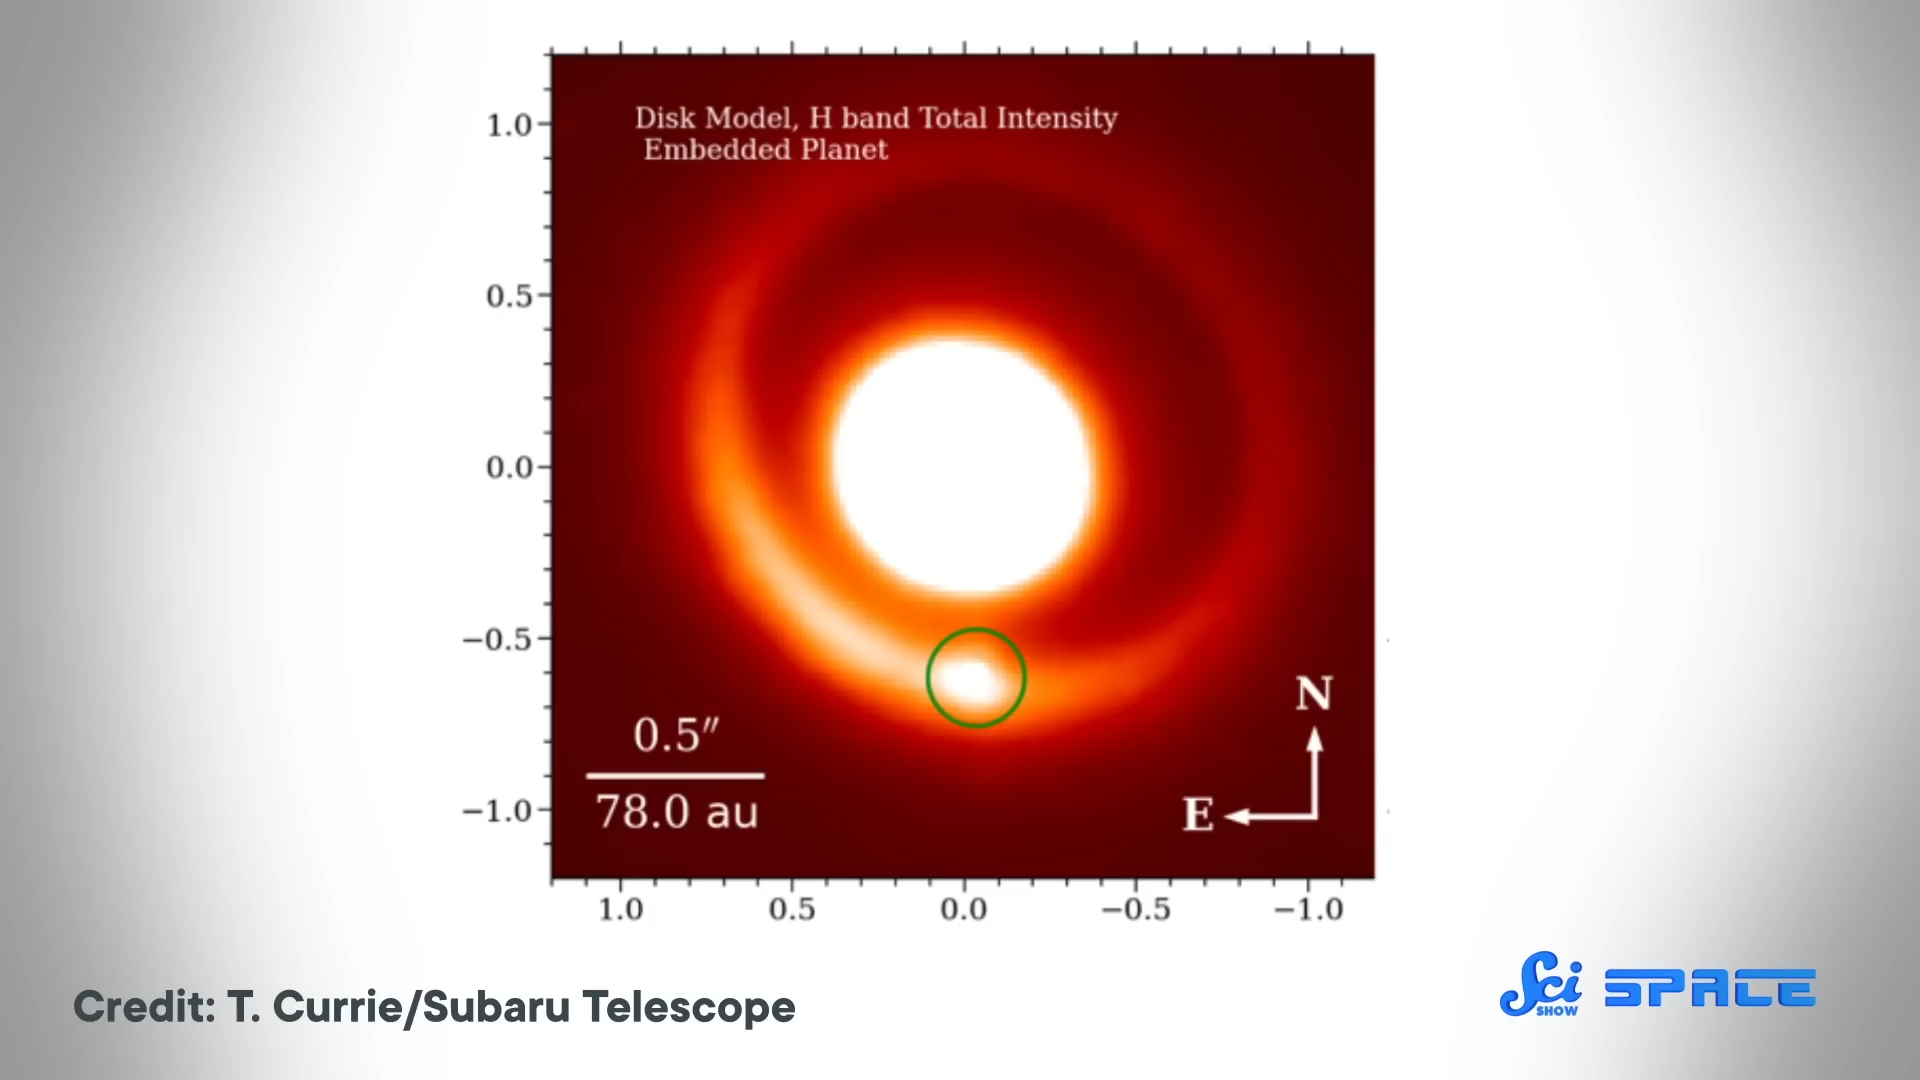 Disk Model, H band Total Intensity
Embedded Planet
1.0
0.5
0.0
−0.5
−1.0
0.5″
78.0 au
N
E
1.0 0.5 0.0 −0.5 −1.0
Credit: T. Currie/Subaru Telescope
Sci SHOW SPACE